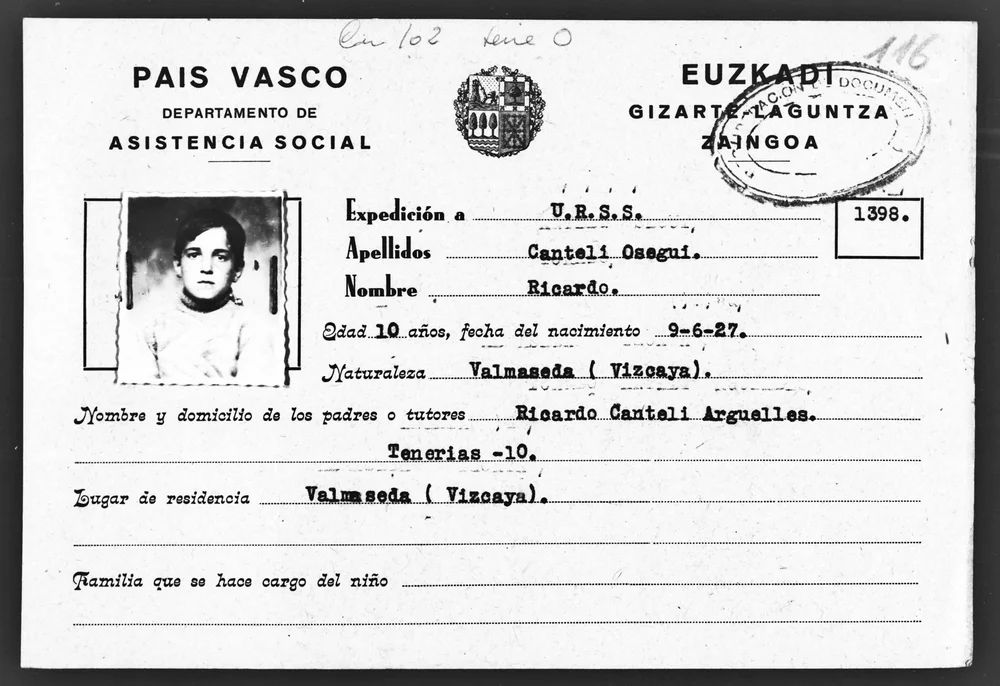 Car 102 Serie O
116
PAIS VASCO
DEPARTAMENTO DE
ASISTENCIA SOCIAL
EUZKADI
GIZARTE-LAGUNTZA
ZAINGOA
Expedición a U.R.S.S.
1398.
Apellidos Canteli Osegui.
Nombre Ricardo.
Edad 10 años, fecha del nacimiento 9-6-27.
Naturaleza Valmaseda ( Vizcaya).
Nombre y domicilio de los padres o tutores Ricardo Canteli Arguelles.
Tenerias -10.
Lugar de residencia Valmaseda ( Vizcaya).
Familia que se hace cargo del niño